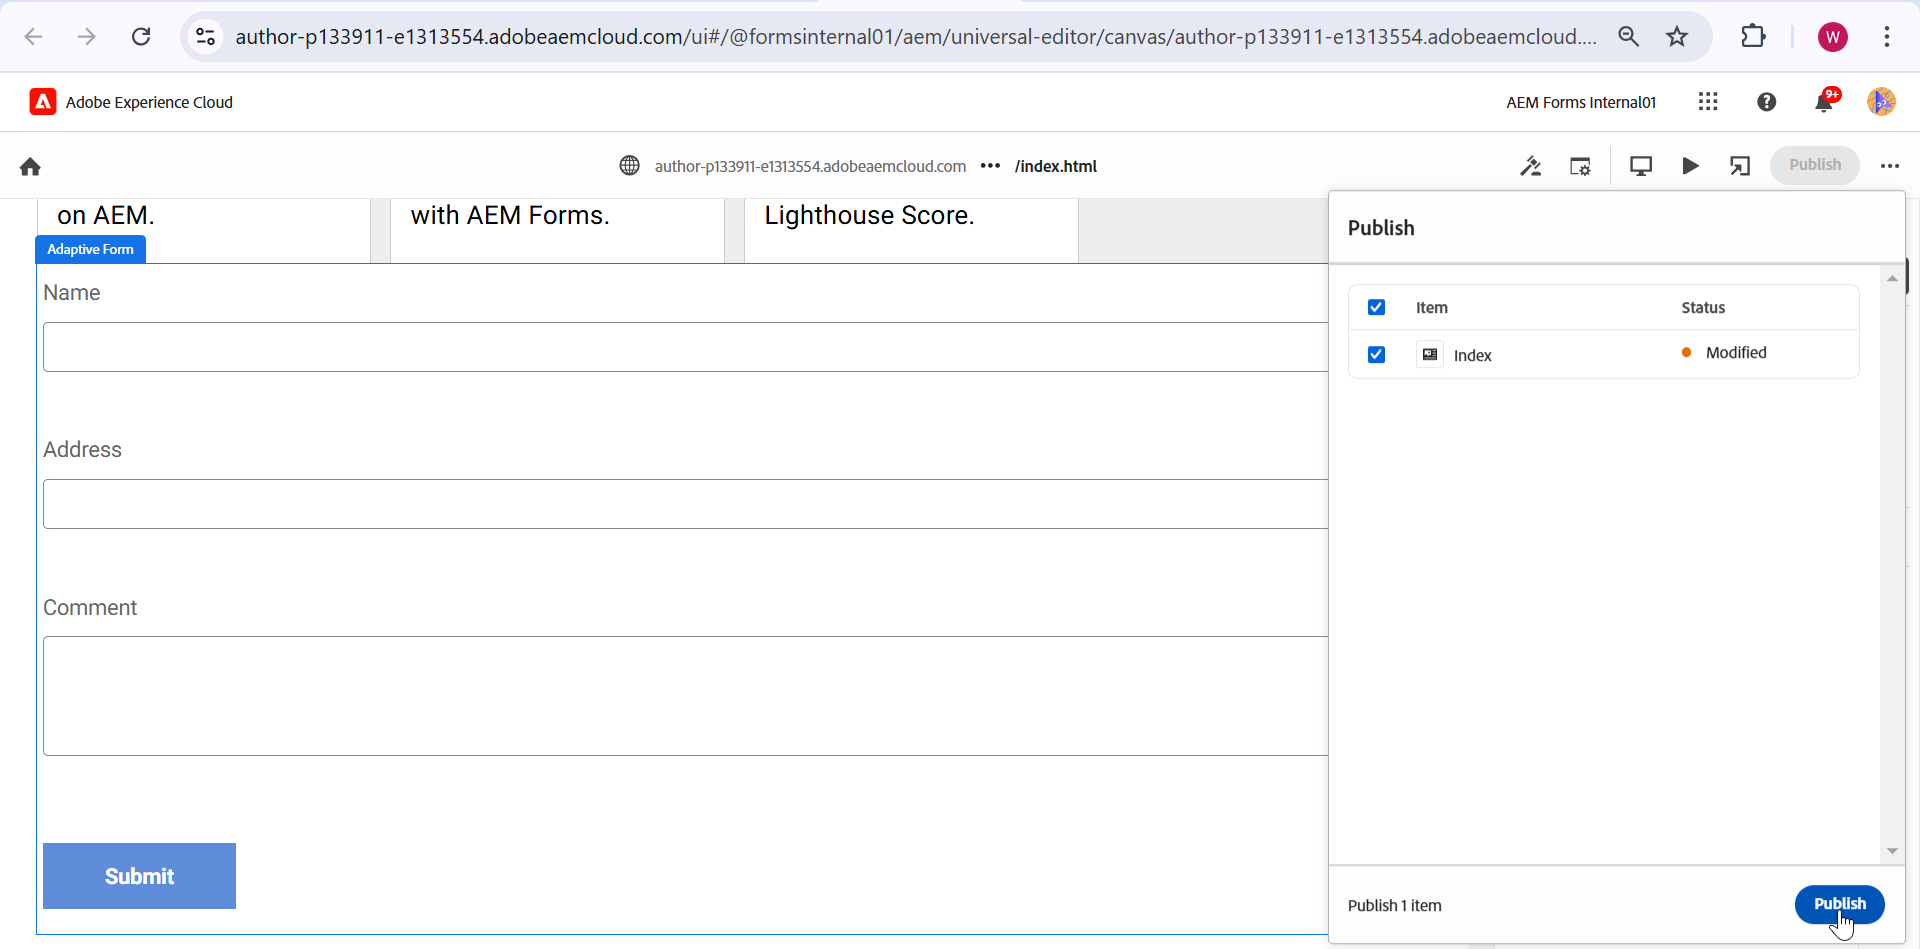 author-p133911-e1313554.adobeaemcloud.com/ui#/@formsinternal01/aem/universal-editor/canvas/author-p133911-e1313554.adobeaemcloud....
W
Adobe Experience Cloud
AEM Forms Internal01
9+
author-p133911-e1313554.adobeaemcloud.com ••• /index.html
Publish
on AEM.
with AEM Forms.
Lighthouse Score.
Adaptive Form
Name
Address
Comment
Submit
Publish
Item Status
Index Modified
Publish 1 item
Publish